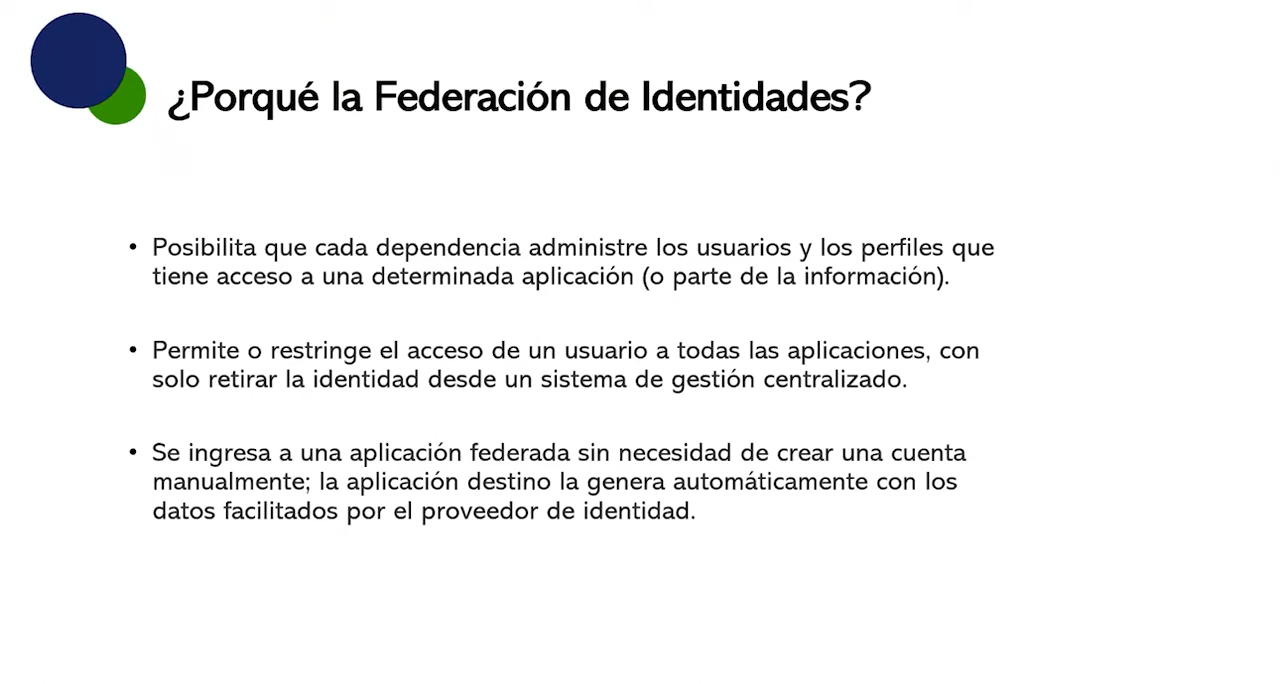 ¿Porqué la Federación de Identidades?
• Posibilita que cada dependencia administre los usuarios y los perfiles que
tiene acceso a una determinada aplicación (o parte de la información).
• Permite o restringe el acceso de un usuario a todas las aplicaciones, con
solo retirar la identidad desde un sistema de gestión centralizado.
• Se ingresa a una aplicación federada sin necesidad de crear una cuenta
manualmente; la aplicación destino la genera automáticamente con los
datos facilitados por el proveedor de identidad.